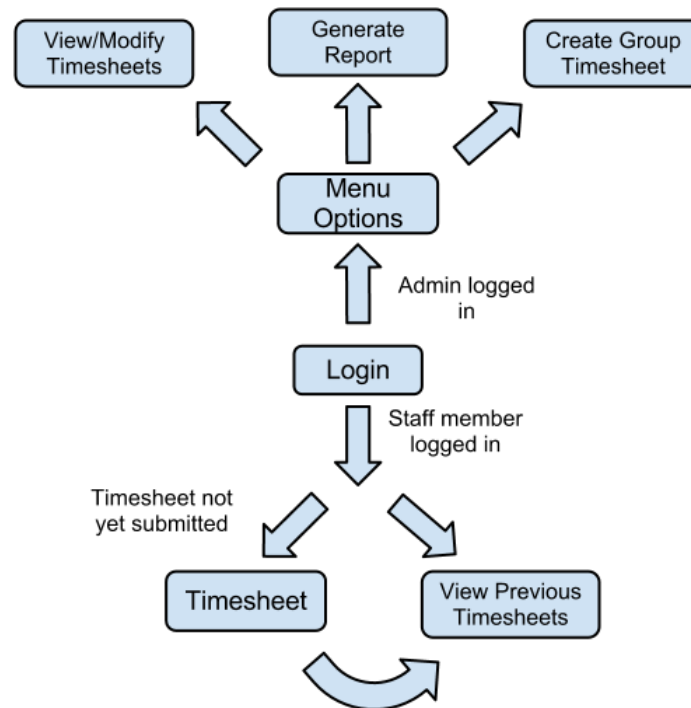 View/Modify
Timesheets
Generate
Report
Create Group
Timesheet
Menu
Options
Admin logged
in
Login
Staff member
logged in
Timesheet not
yet submitted
Timesheet
View Previous
Timesheets